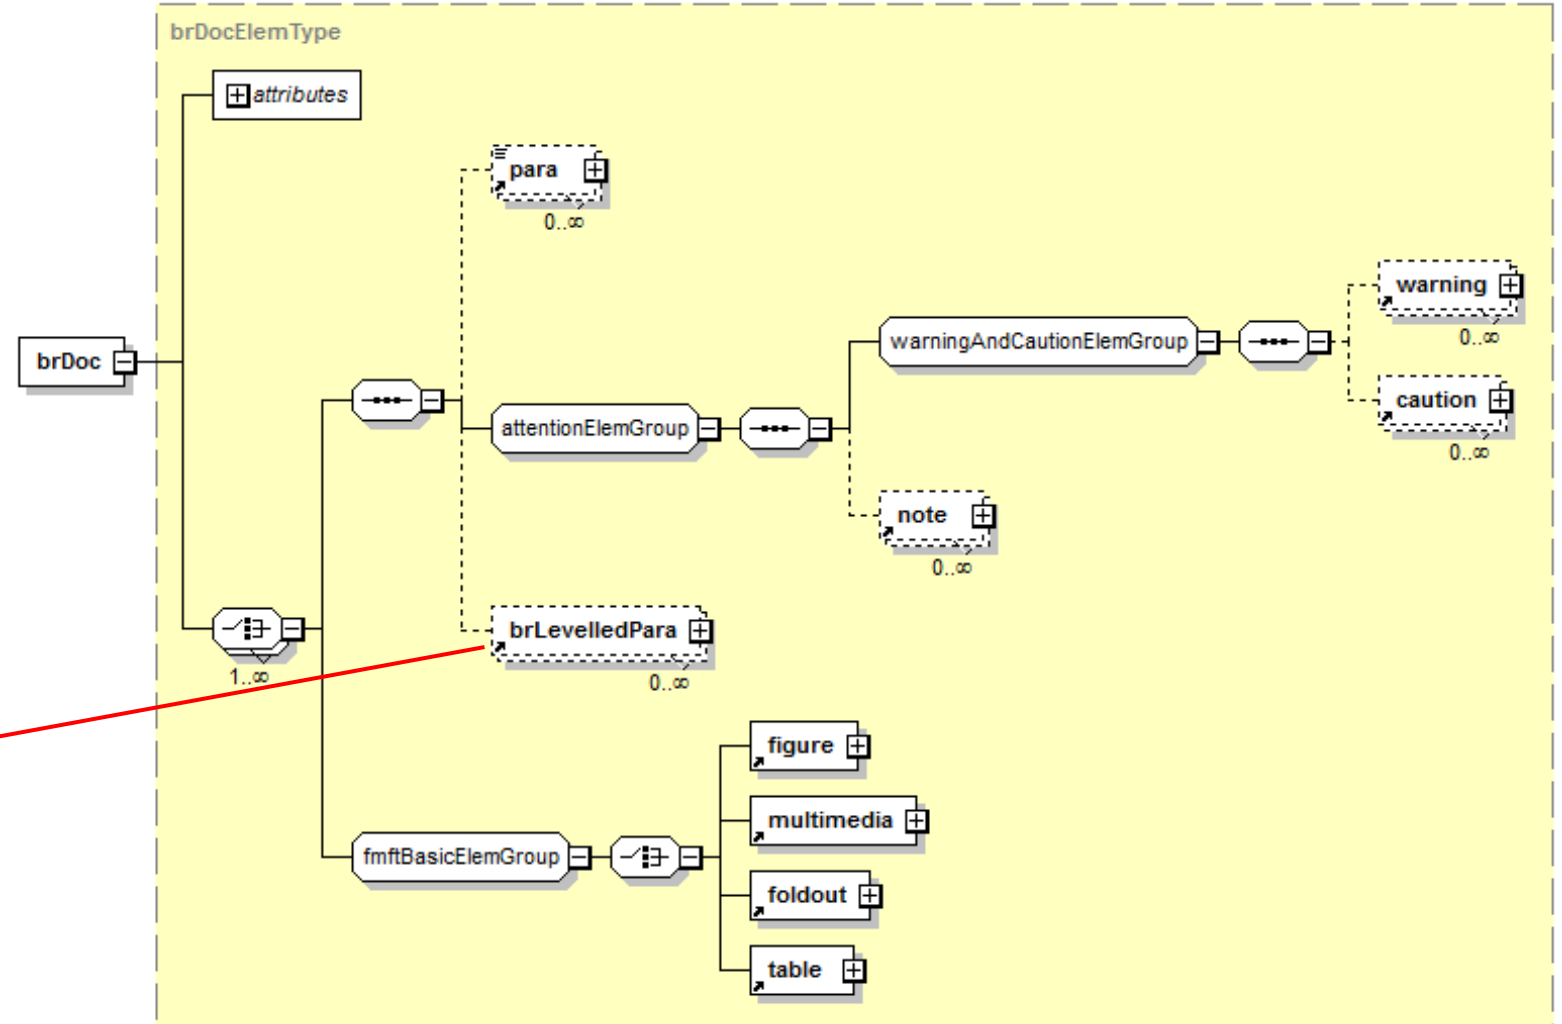 brDocElemType
attributes
para
0..∞
warning
0..∞
warningAndCautionElemGroup
brDoc
caution
0..∞
attentionElemGroup
note
0..∞
brLevelledPara
0..∞
1..∞
figure
multimedia
fmftBasicElemGroup
foldout
table